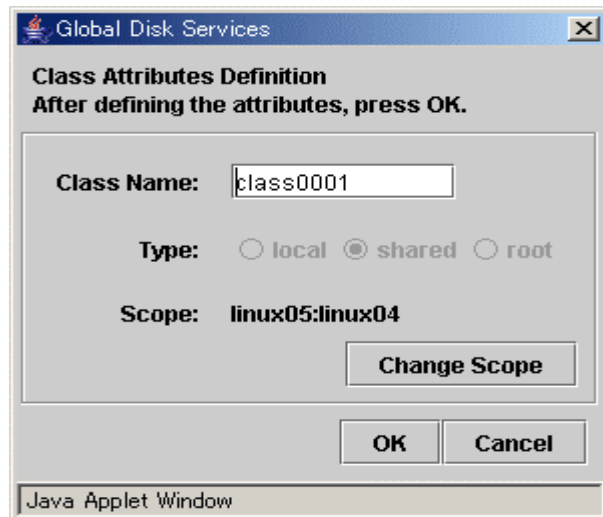 Global Disk Services
Class Attributes Definition
After defining the attributes, press OK.
Class Name: class0001
Type: local shared root
Scope: linux05:linux04
Change Scope
OK Cancel
Java Applet Window